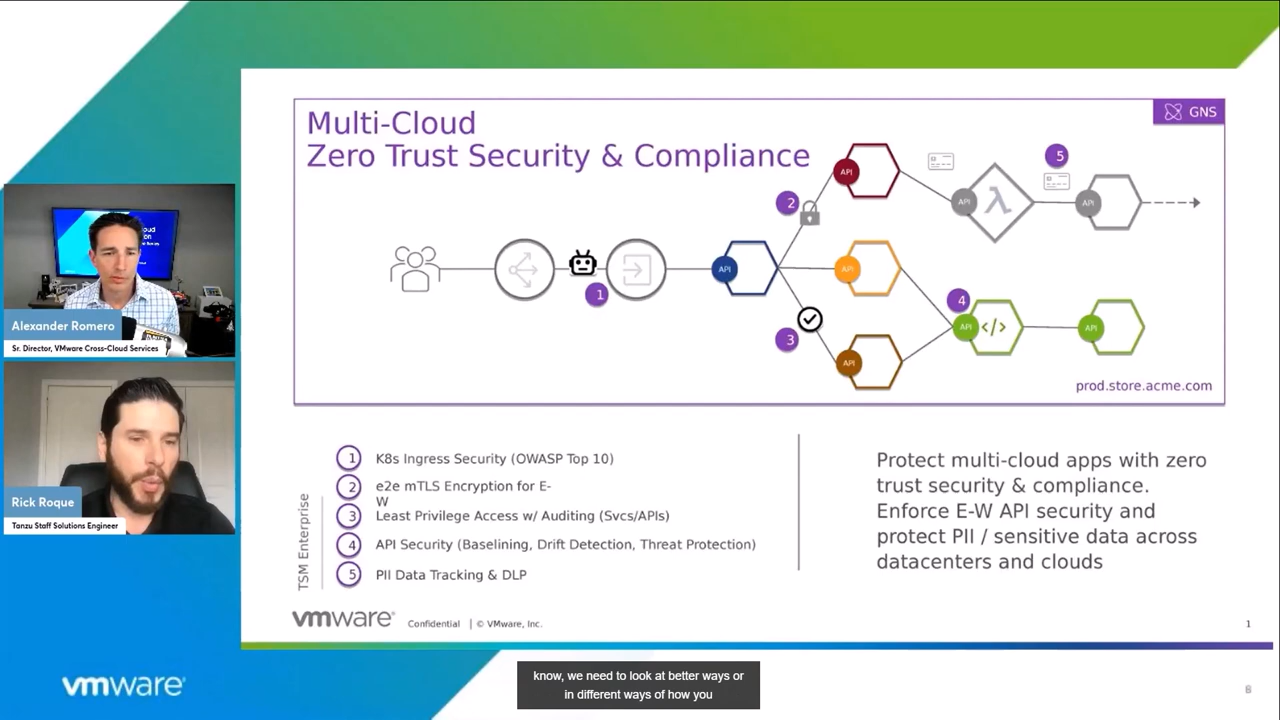 Multi-Cloud
Zero Trust Security & Compliance
GNS
API
5
2
API
API
1
API
API
4
API
</>
API
3
API
prod.store.acme.com
Alexander Romero
Sr. Director, VMware Cross-Cloud Services
Rick Roque
Tanzu Staff Solutions Engineer
TSM Enterprise
1 K8s Ingress Security (OWASP Top 10)
2 e2e mTLS Encryption for E-
W
3 Least Privilege Access w/ Auditing (Svcs/APIs)
4 API Security (Baselining, Drift Detection, Threat Protection)
5 PII Data Tracking & DLP
Protect multi-cloud apps with zero
trust security & compliance.
Enforce E-W API security and
protect PII / sensitive data across
datacenters and clouds
vmware Confidential | © VMware, Inc.
1
know, we need to look at better ways or
in different ways of how you
vmware